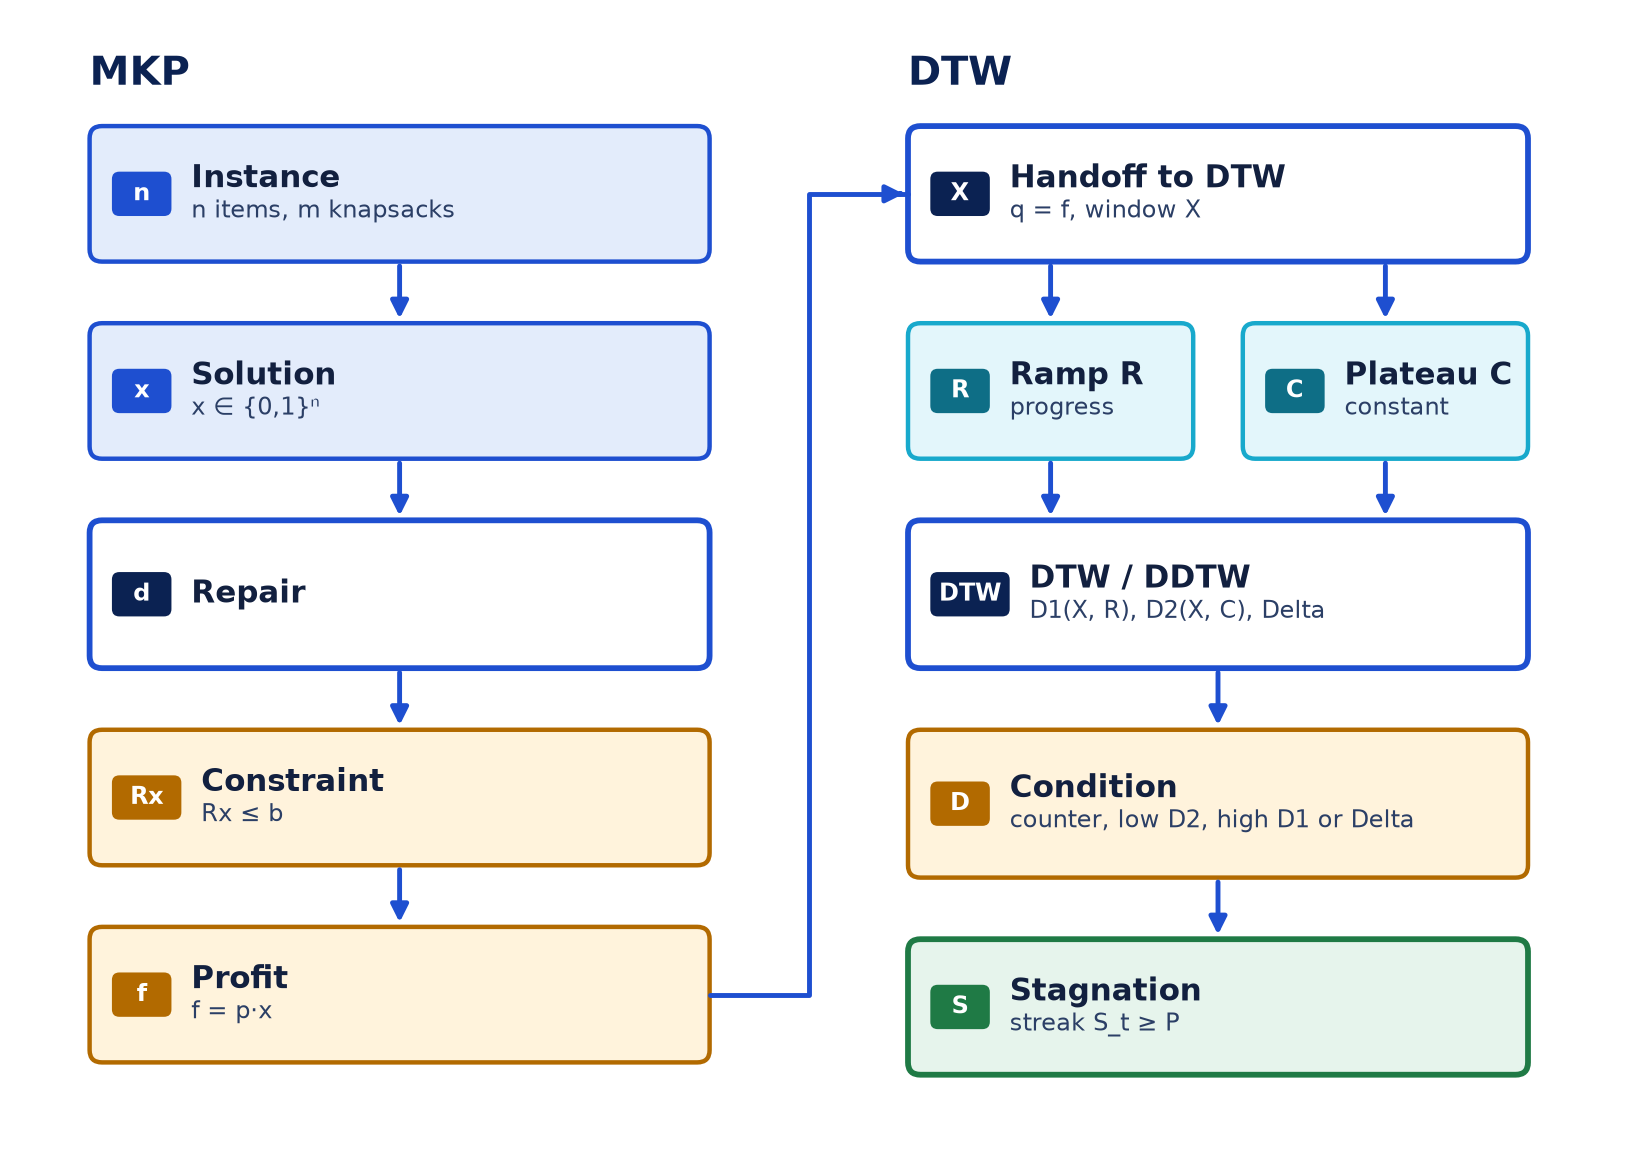 MKP
n
Instance
n items, m knapsacks
x
Solution
x ∈ {0,1}ⁿ
d
Repair
Rx
Constraint
Rx ≤ b
f
Profit
f = p·x
DTW
X
Handoff to DTW
q = f, window X
R
Ramp R
progress
C
Plateau C
constant
DTW
DTW / DDTW
D1(X, R), D2(X, C), Delta
D
Condition
counter, low D2, high D1 or Delta
S
Stagnation
streak S_t ≥ P